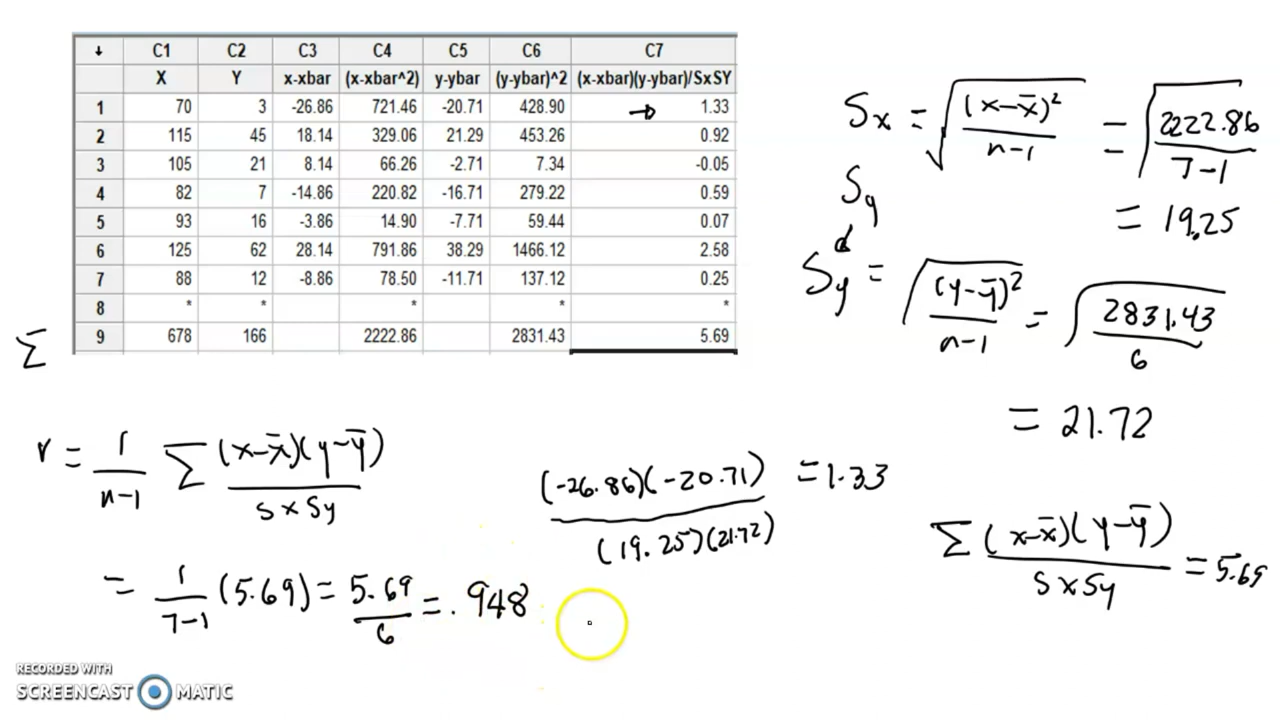 ↓ C1 C2 C3 C4 C5 C6 C7
X Y x-xbar (x-xbar^2) y-ybar (y-ybar)^2 (x-xbar)(y-ybar)/SxSY
1 70 3 -26.86 721.46 -20.71 428.90 → 1.33
2 115 45 18.14 329.06 21.29 453.26 0.92
3 105 21 8.14 66.26 -2.71 7.34 -0.05
4 82 7 -14.86 220.82 -16.71 279.22 0.59
5 93 16 -3.86 14.90 -7.71 59.44 0.07
6 125 62 28.14 791.86 38.29 1466.12 2.58
7 88 12 -8.86 78.50 -11.71 137.12 0.25
8 * * * * *
Σ 9 678 166 2222.86 2831.43 5.69
Sx = √((x-x̄)²/(n-1)) = √(2222.86/(7-1))
= 19.25
Sy
Sy = √((y-ȳ)²/(n-1)) = √(2831.43/6)
= 21.72
r = 1/(n-1) Σ (x-x̄)(y-ȳ)/(SxSy)
= 1/(7-1) (5.69) = 5.69/6 = .948
(-26.86)(-20.71)/((19.25)(21.72)) = 1.33
Σ (x-x̄)(y-ȳ)/(SxSy) = 5.69
RECORDED WITH
SCREENCAST MATIC